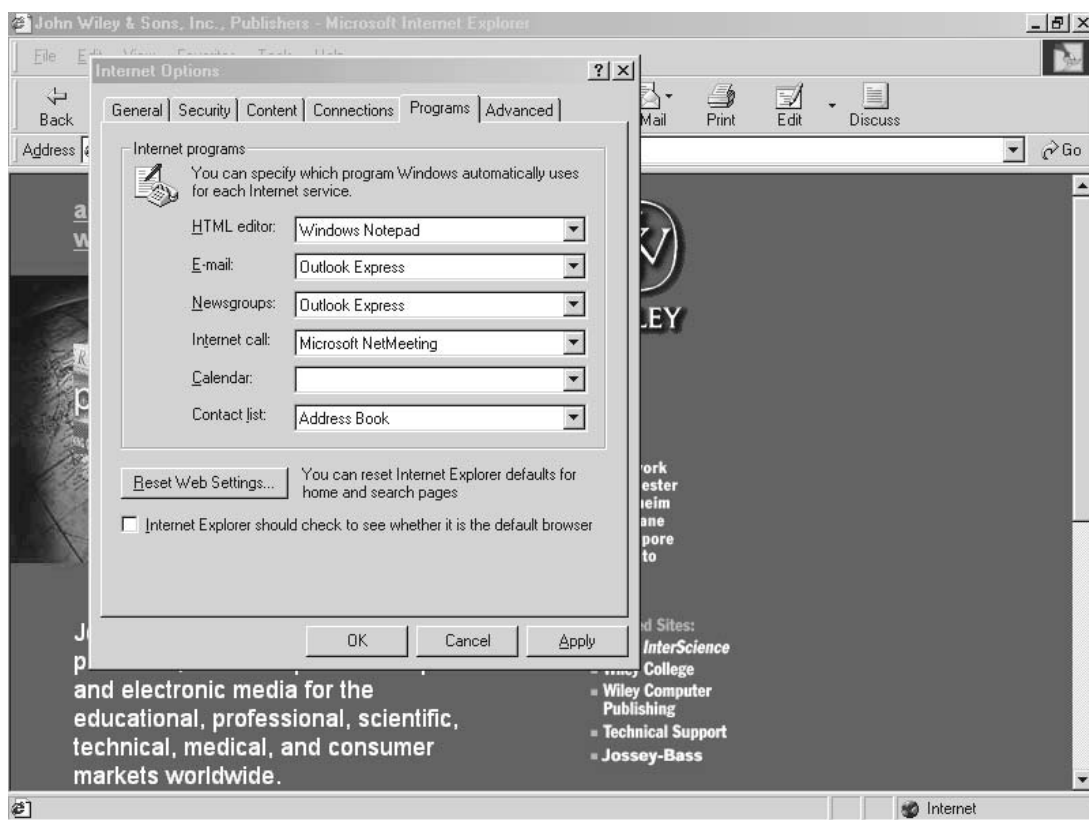 John Wiley & Sons, Inc., Publishers - Microsoft Internet Explorer
File
Internet Options
Back
Mail Print Edit Discuss
General Security Content Connections Programs Advanced
Address
Go
Internet programs
You can specify which program Windows automatically uses
for each Internet service.
HTML editor: Windows Notepad
E-mail: Outlook Express
Newsgroups: Outlook Express
Internet call: Microsoft NetMeeting
Calendar:
Contact list: Address Book
Reset Web Settings...
You can reset Internet Explorer defaults for
home and search pages
Internet Explorer should check to see whether it is the default browser
OK Cancel Apply
Sites:
InterScience
College
Wiley Computer
Publishing
Technical Support
Jossey-Bass
and electronic media for the
educational, professional, scientific,
technical, medical, and consumer
markets worldwide.
Internet